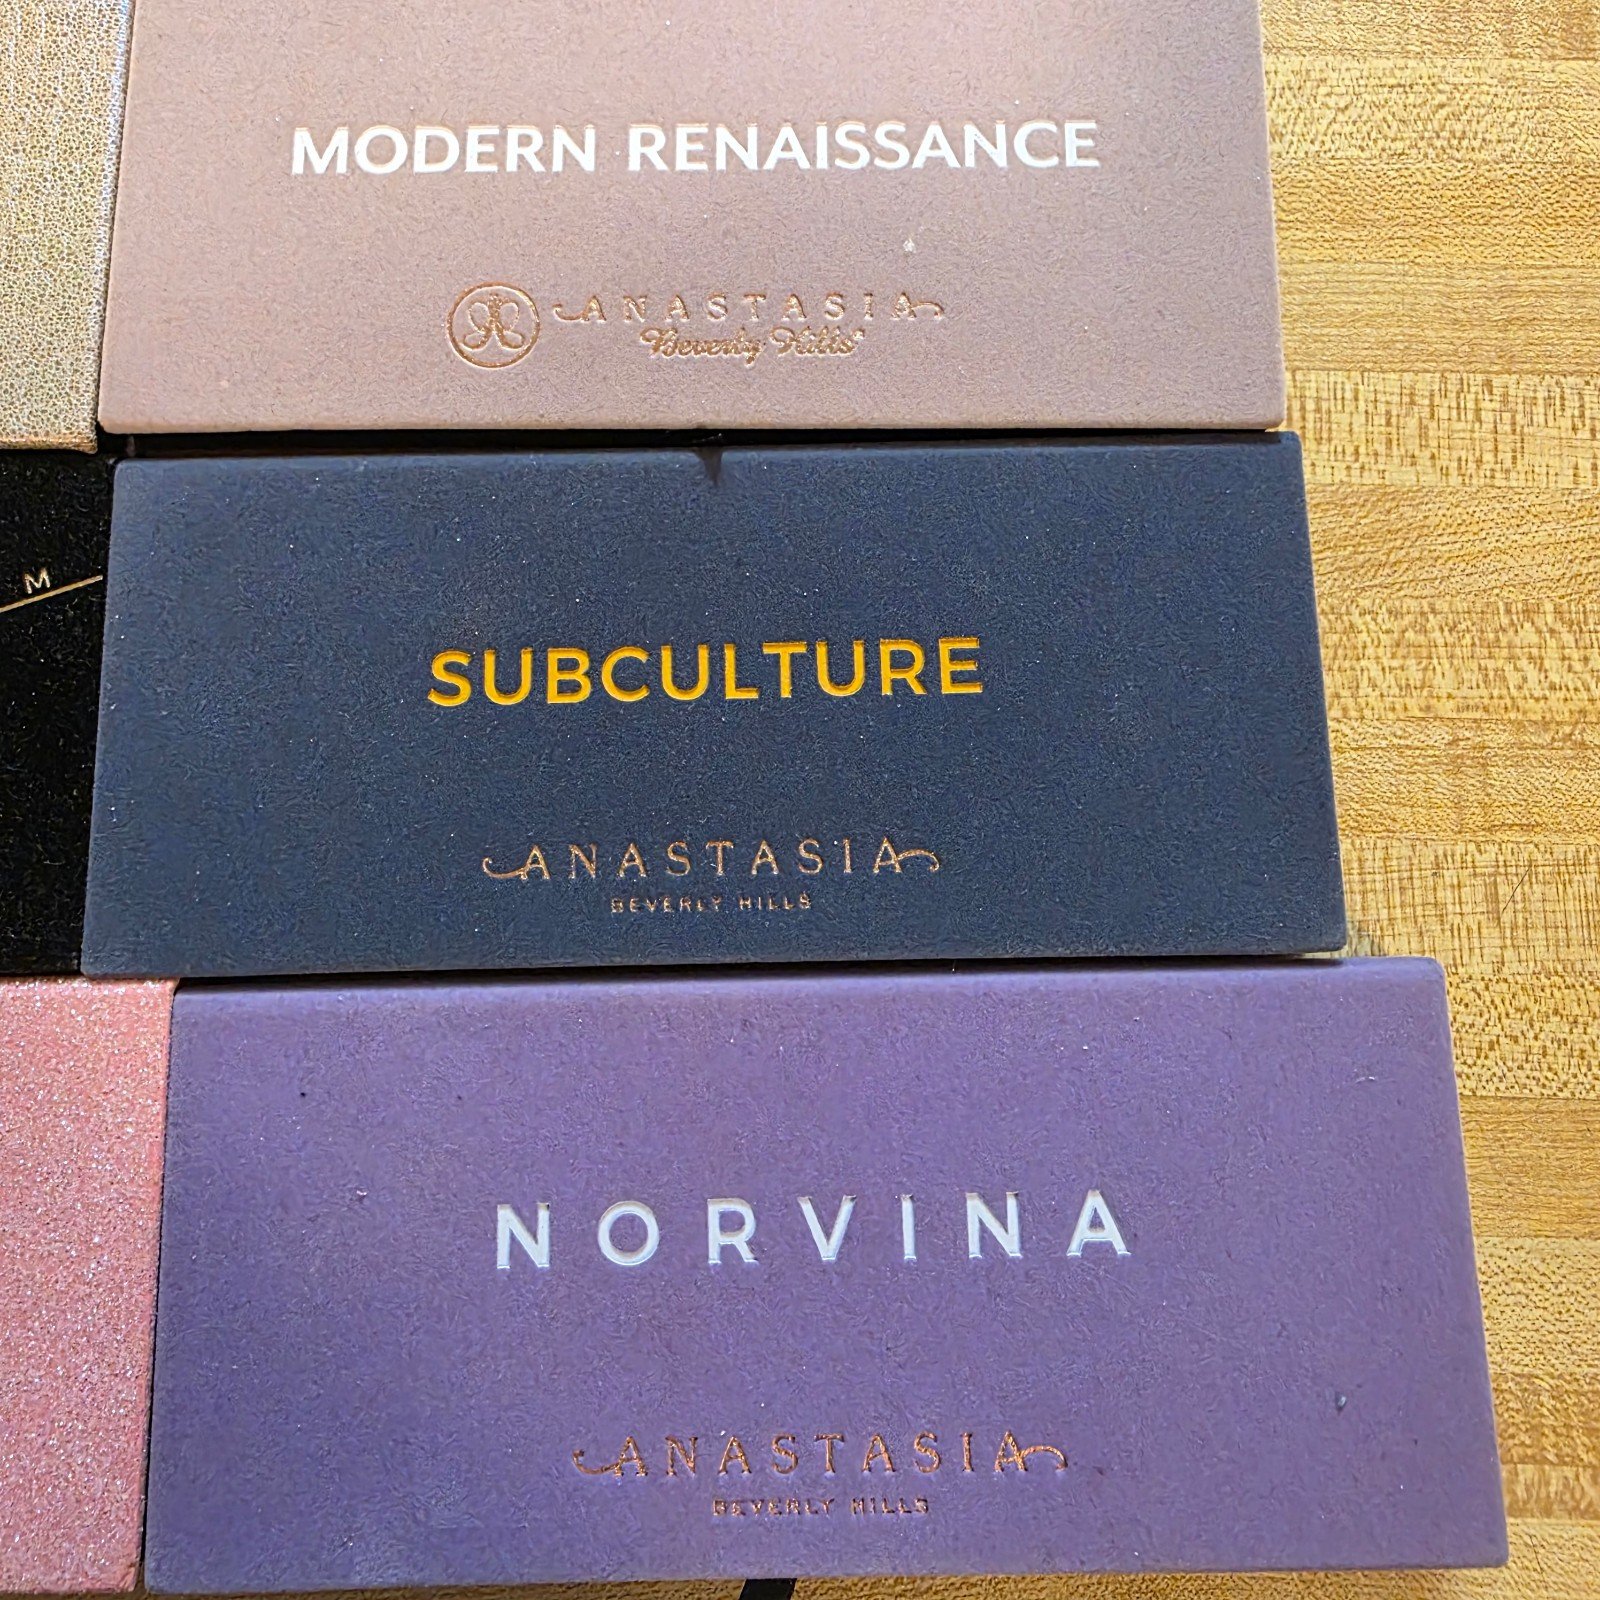 MODERN RENAISSANCE
ANASTASIA
Beverly Hills®
M
SUBCULTURE
ANASTASIA
BEVERLY HILLS
NORVINA
ANASTASIA
BEVERLY HILLS